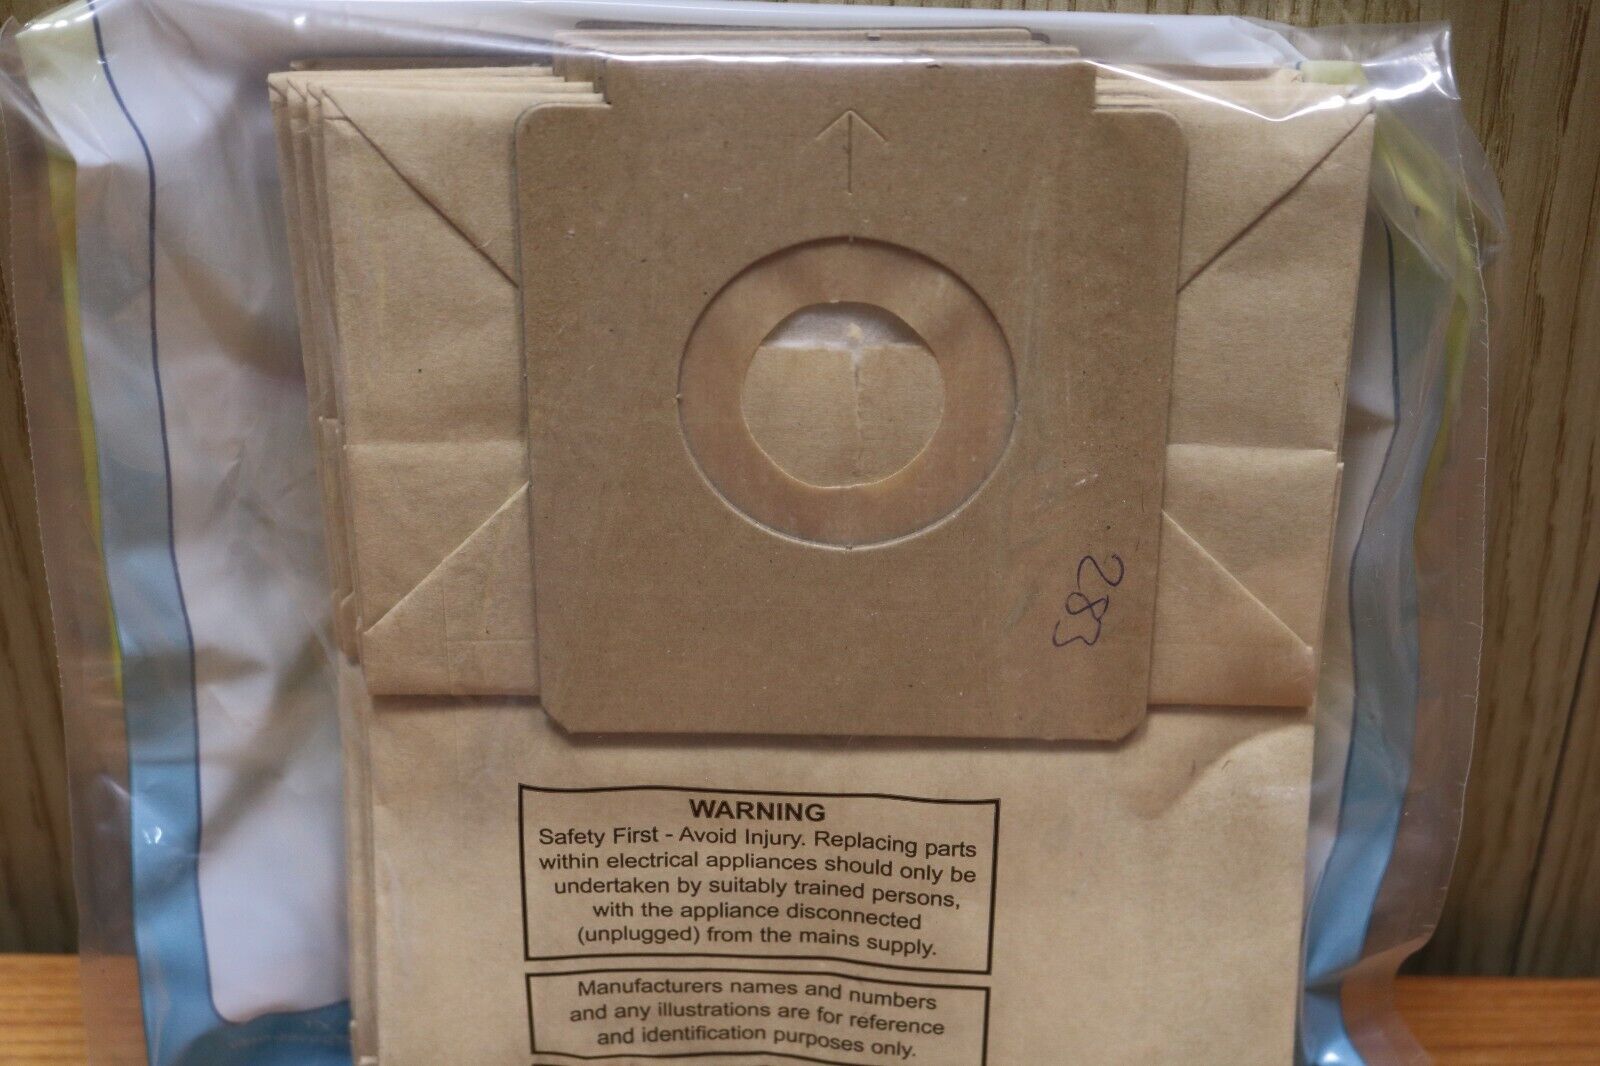 283
WARNING
Safety First - Avoid Injury. Replacing parts
within electrical appliances should only be
undertaken by suitably trained persons,
with the appliance disconnected
(unplugged) from the mains supply.
Manufacturers names and numbers
and any illustrations are for reference
and identification purposes only.